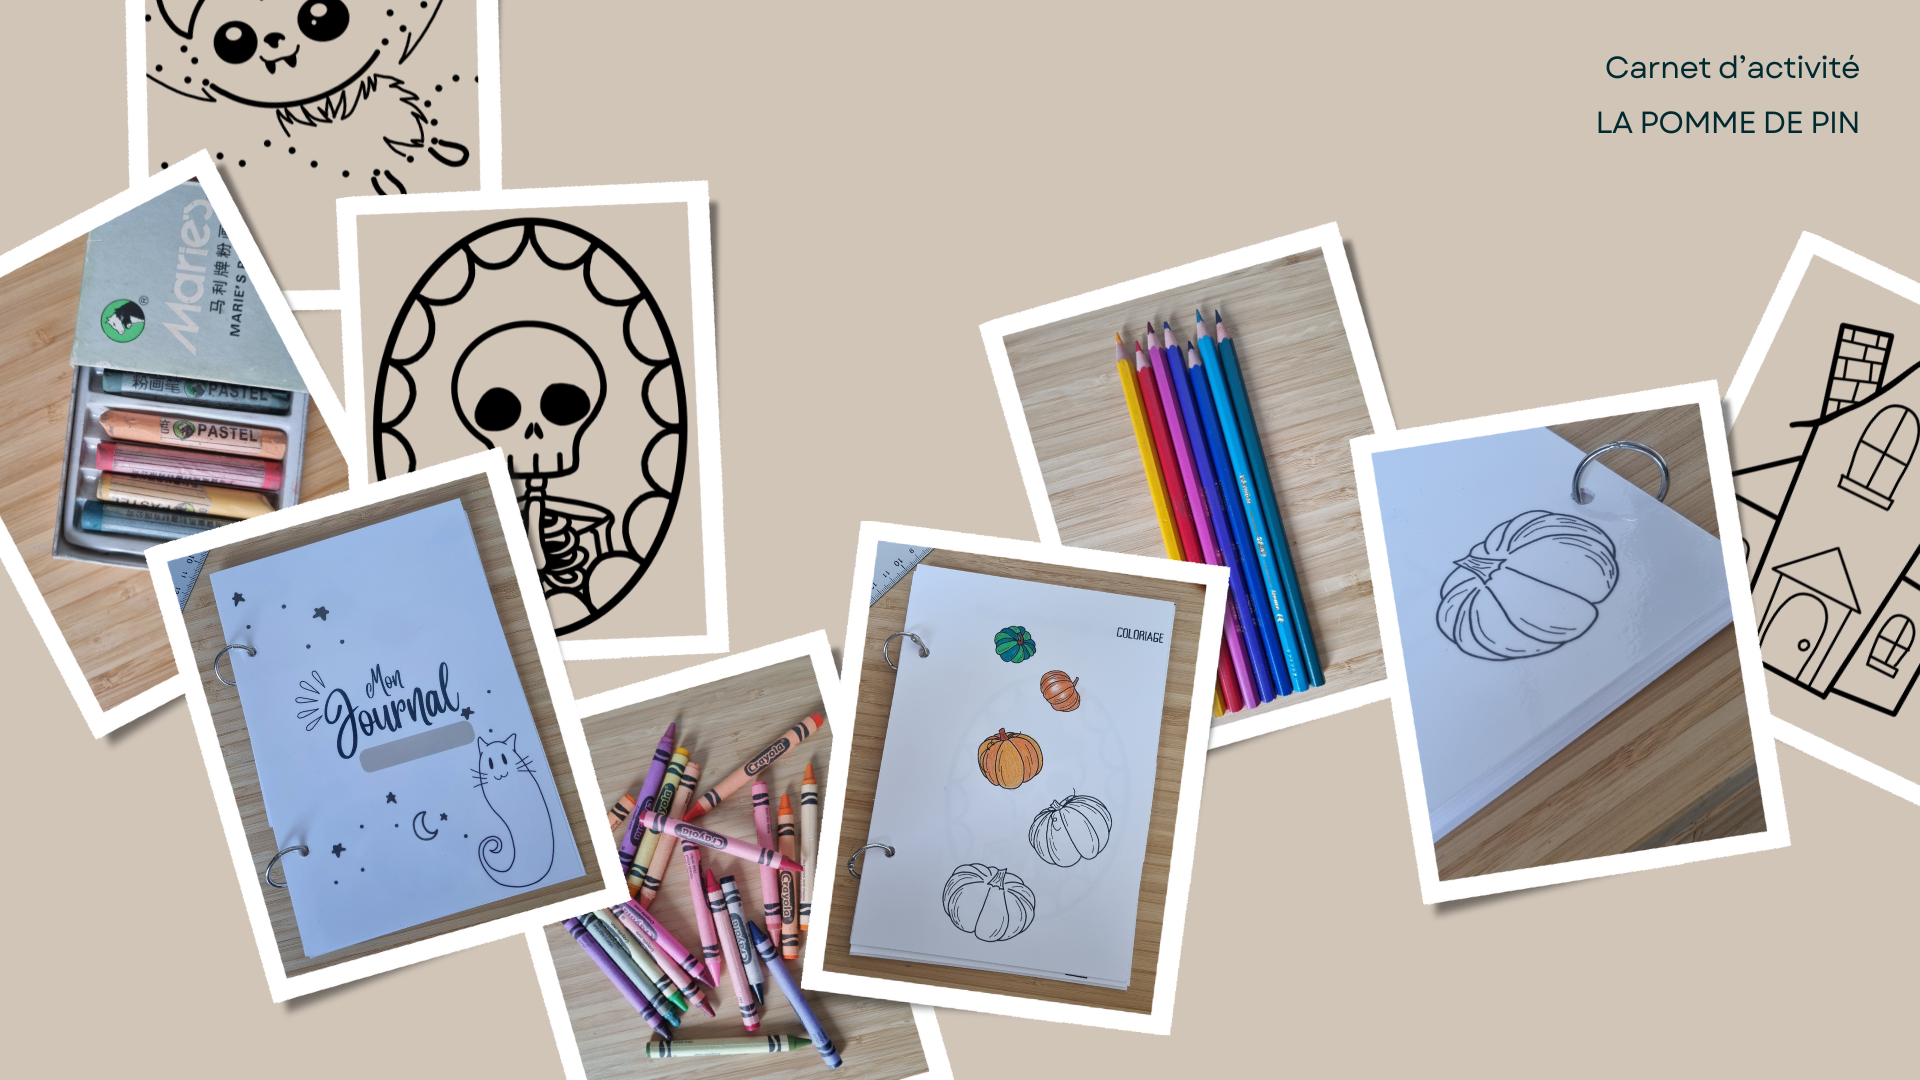 Carnet d'activité
LA POMME DE PIN
Marie's
马利牌粉画
MARIE'S P
®
粉画笔 PASTEL
PASTEL
PASTEL
Mon
Journal
COLORIAGE
Crayola
Crayola
Crayola
Crayola